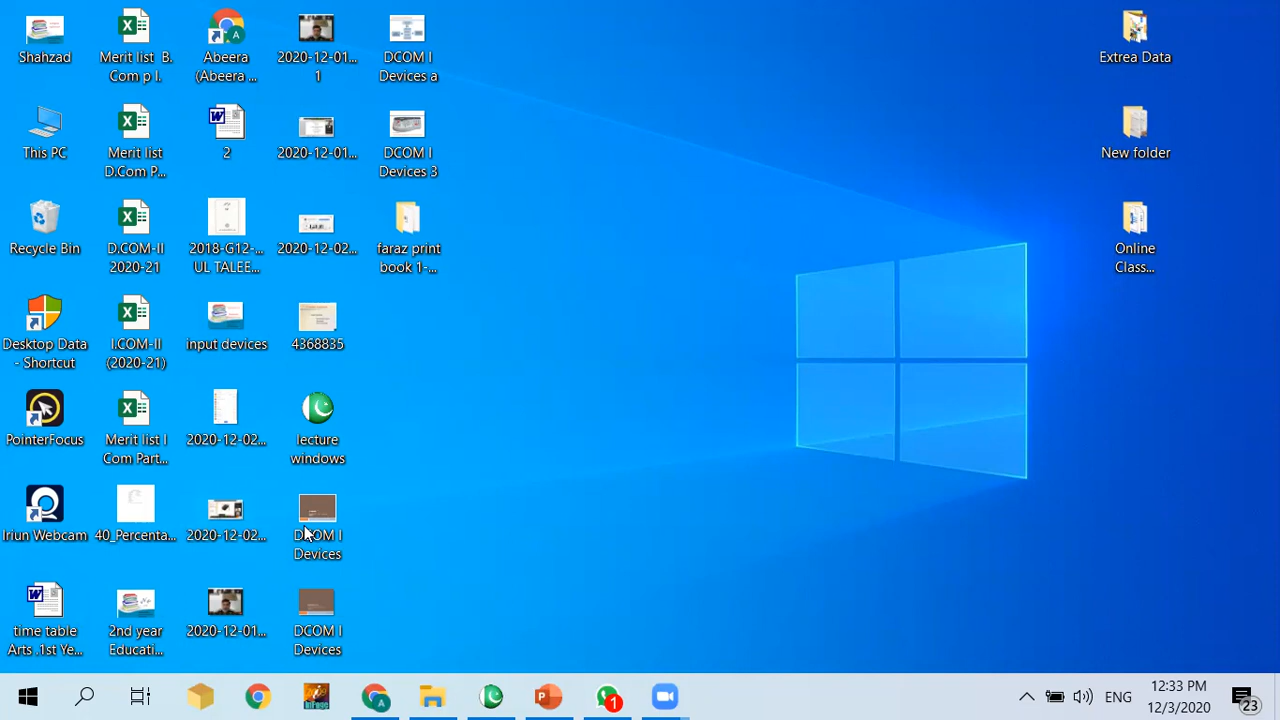 Shahzad
This PC
Recycle Bin
Desktop Data
- Shortcut
PointerFocus
Iriun Webcam
time table
Arts .1st Ye...
Merit list B.
Com p I.
Merit list
D.Com P...
D.COM-II
2020-21
I.COM-II
(2020-21)
Merit list I
Com Part...
40_Percenta...
2nd year
Educati...
Abeera
(Abeera ...
2
2018-G12-...
UL TALEE...
input devices
2020-12-02...
2020-12-02...
2020-12-01...
2020-12-01...
1
2020-12-01...
2020-12-02...
4368835
lecture
windows
DCOM I
Devices
DCOM I
Devices
DCOM I
Devices a
DCOM I
Devices 3
faraz print
book 1-...
Extrea Data
New folder
Online
Class...
ENG
12:33 PM
12/3/2020
1
23